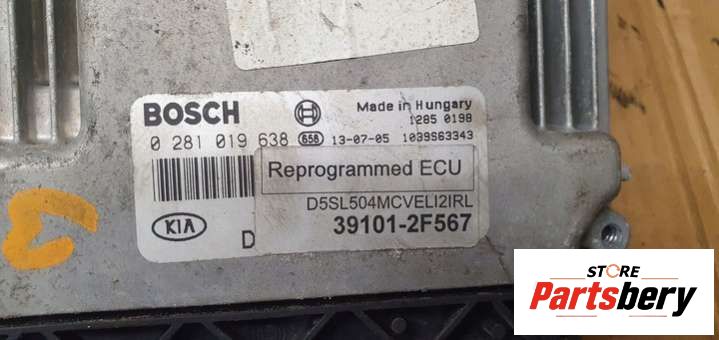 BOSCH
Made in Hungary
1285 0198
0 281 019 638 656 13-07-05 1039S63343
Reprogrammed ECU
D5SL504MCVELI2IRL
39101-2F567
KIA
D
STORE
Partsbery